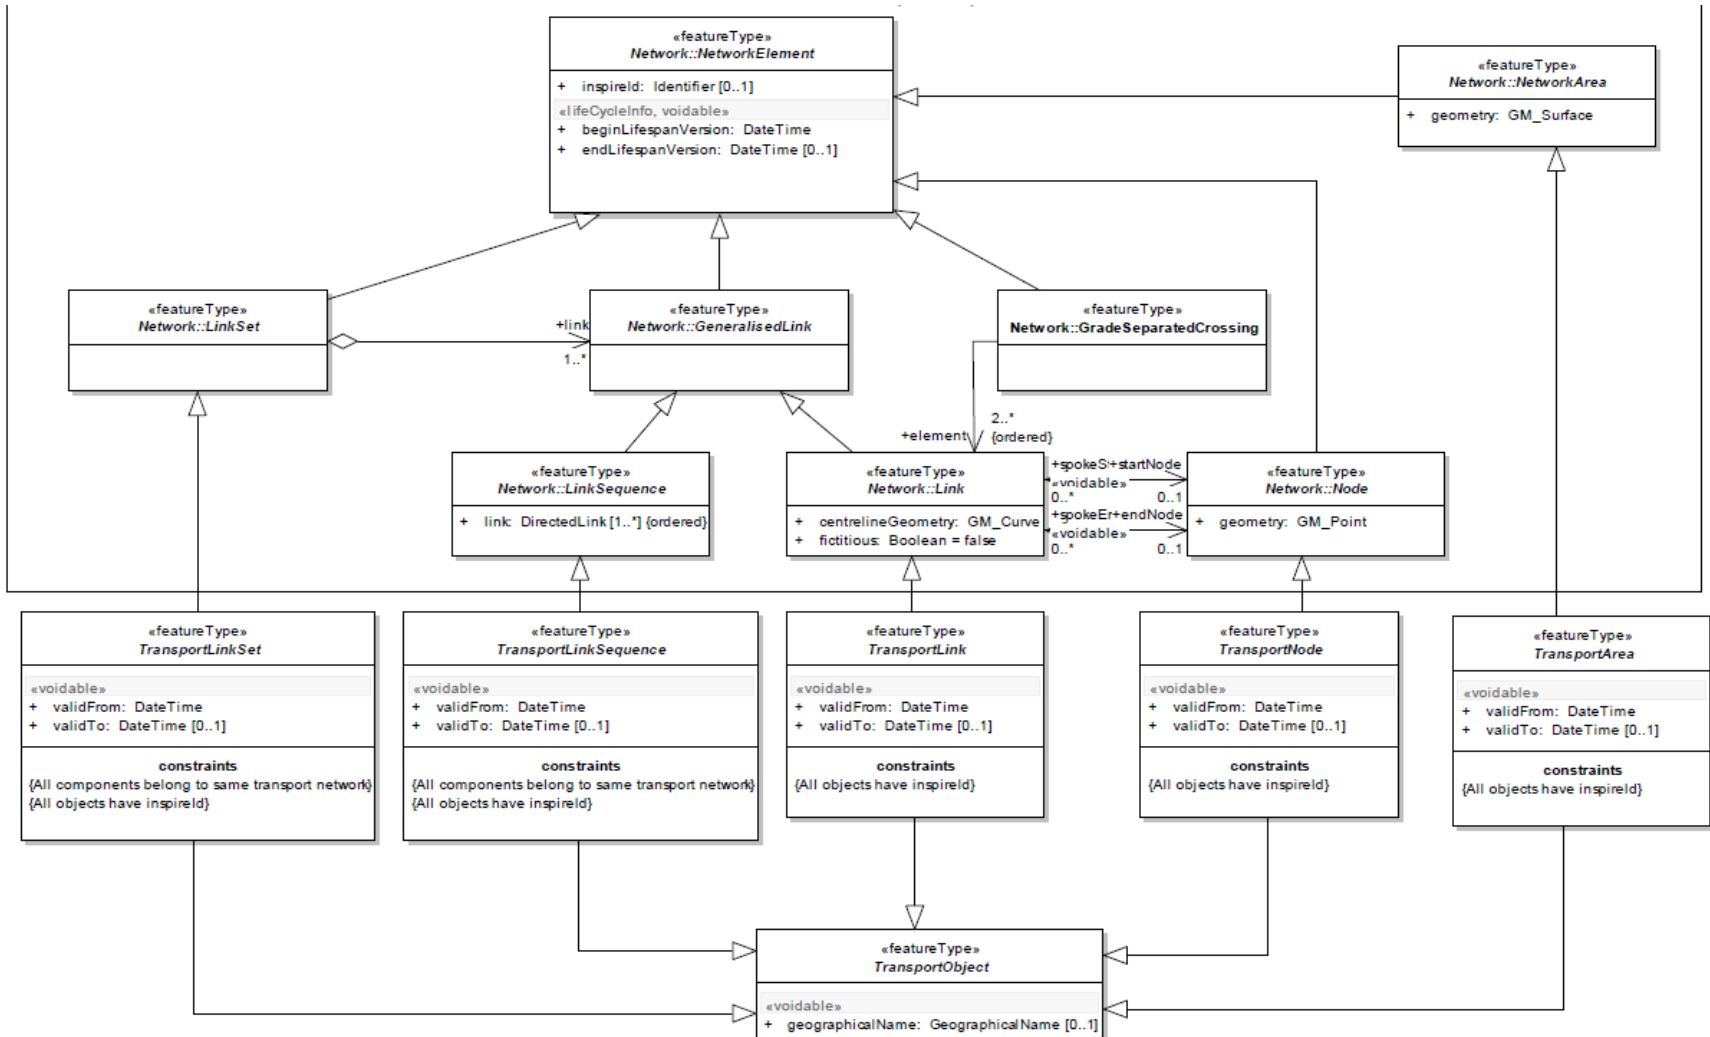 «featureType»
Network::NetworkElement
+ inspireId: Identifier [0..1]
«lifeCycleInfo, voidable»
+ beginLifespanVersion: DateTime
+ endLifespanVersion: DateTime [0..1]
«featureType»
Network::NetworkArea
+ geometry: GM_Surface
«featureType»
Network::LinkSet
+link
1..*
«featureType»
Network::GeneralisedLink
«featureType»
Network::GradeSeparatedCrossing
2..*
+element
{ordered}
«featureType»
Network::LinkSequence
+ link: DirectedLink [1..*] {ordered}
«featureType»
Network::Link
+ centrelineGeometry: GM_Curve
+ fictitious: Boolean = false
+spokeS +startNode
«voidable»
0..* 0..1
+spokeEr +endNode
«voidable»
0..* 0..1
«featureType»
Network::Node
+ geometry: GM_Point
«featureType»
TransportLinkSet
«voidable»
+ validFrom: DateTime
+ validTo: DateTime [0..1]
constraints
{All components belong to same transport network}
{All objects have inspireId}
«featureType»
TransportLinkSequence
«voidable»
+ validFrom: DateTime
+ validTo: DateTime [0..1]
constraints
{All components belong to same transport network}
{All objects have inspireId}
«featureType»
TransportLink
«voidable»
+ validFrom: DateTime
+ validTo: DateTime [0..1]
constraints
{All objects have inspireId}
«featureType»
TransportNode
«voidable»
+ validFrom: DateTime
+ validTo: DateTime [0..1]
constraints
{All objects have inspireId}
«featureType»
TransportArea
«voidable»
+ validFrom: DateTime
+ validTo: DateTime [0..1]
constraints
{All objects have inspireId}
«featureType»
TransportObject
«voidable»
+ geographicalName: GeographicalName [0..1]